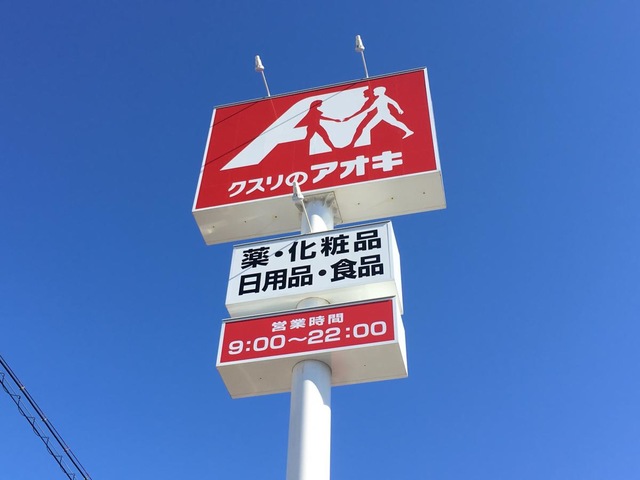 クスリのアオキ
薬・化粧品
日用品・食品
営業時間
9:00〜22:00